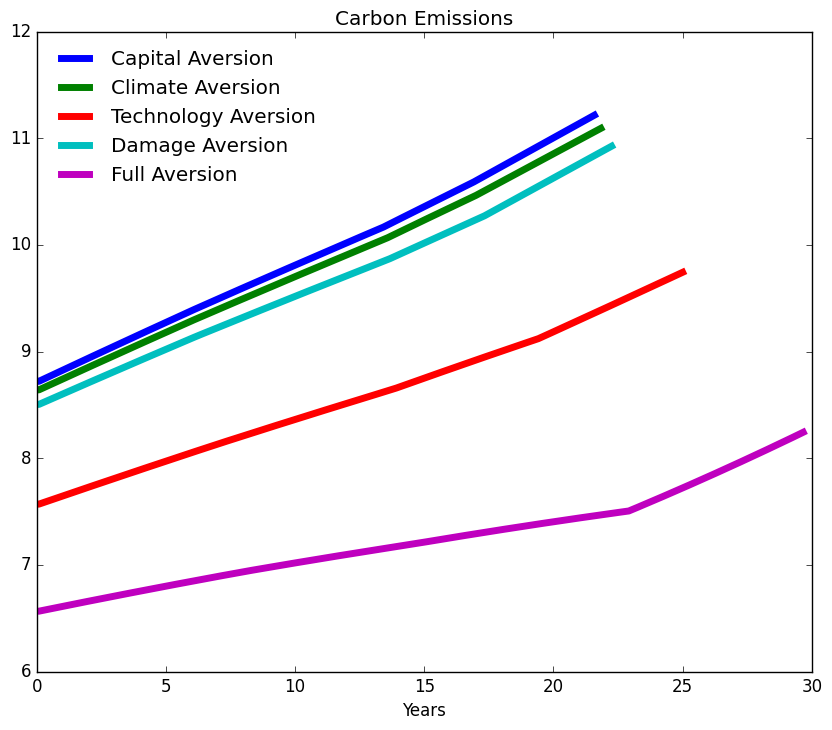 Carbon Emissions
12
11
10
9
8
7
6
Capital Aversion
Climate Aversion
Technology Aversion
Damage Aversion
Full Aversion
0 5 10 15 20 25 30
Years